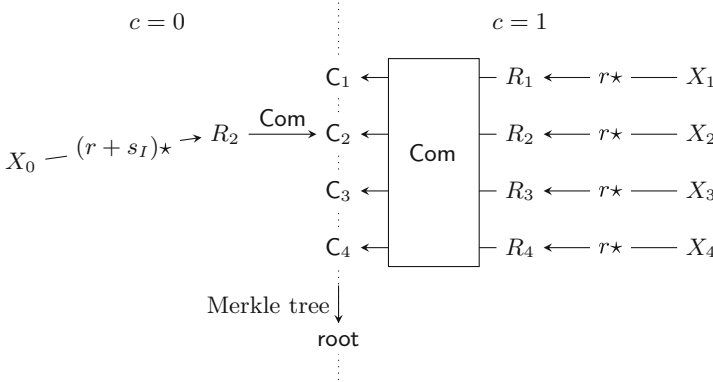 c = 0 c = 1
C₁ R₁ r⋆ X₁
X₀ (r + s_I)⋆ R₂ Com C₂ Com R₂ r⋆ X₂
C₃ R₃ r⋆ X₃
C₄ R₄ r⋆ X₄
Merkle tree
root